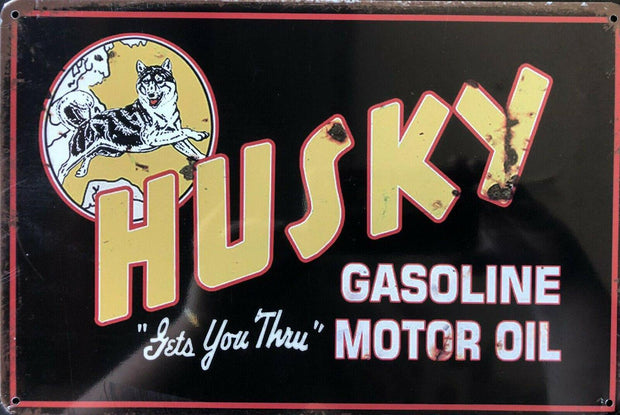 HUSKY
GASOLINE
"Gets You Thru" MOTOR OIL